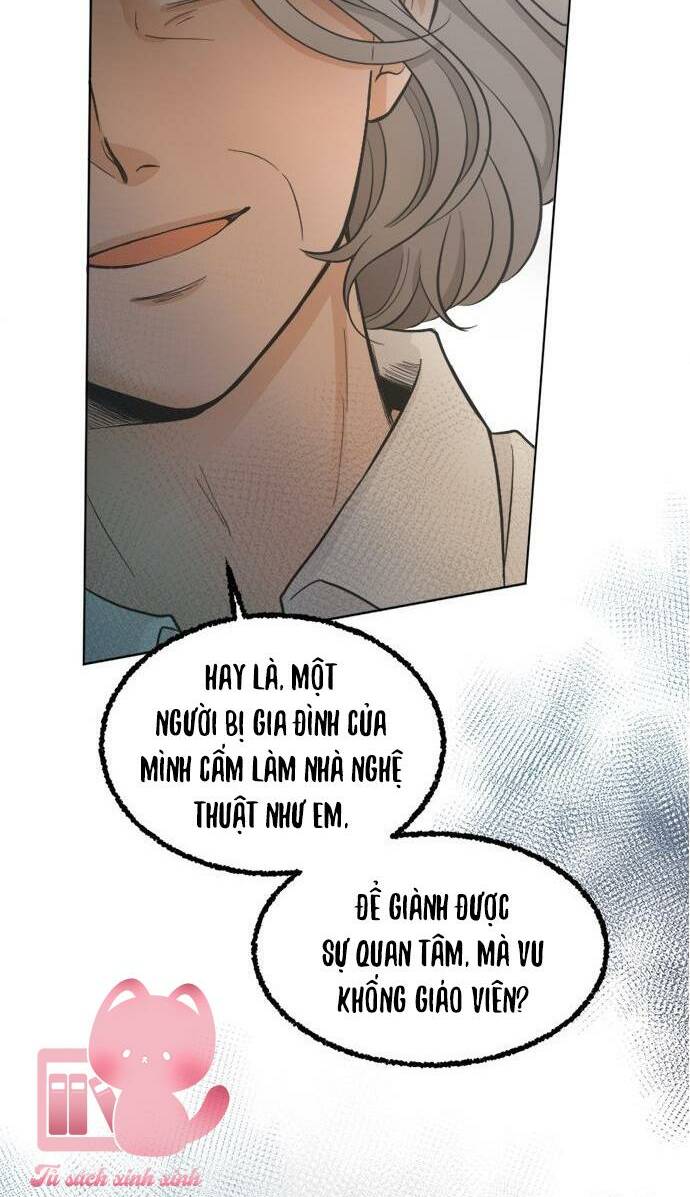 HAY LÀ, MỘT
NGƯỜI BỊ GIA ĐÌNH CỦA
MÌNH CẤM LÀM NHÀ NGHỆ
THUẬT NHƯ EM,
ĐỂ GIÀNH ĐƯỢC
SỰ QUAN TÂM, MÀ VU
KHỐNG GIÁO VIÊN?
Tủ sách xinh xinh